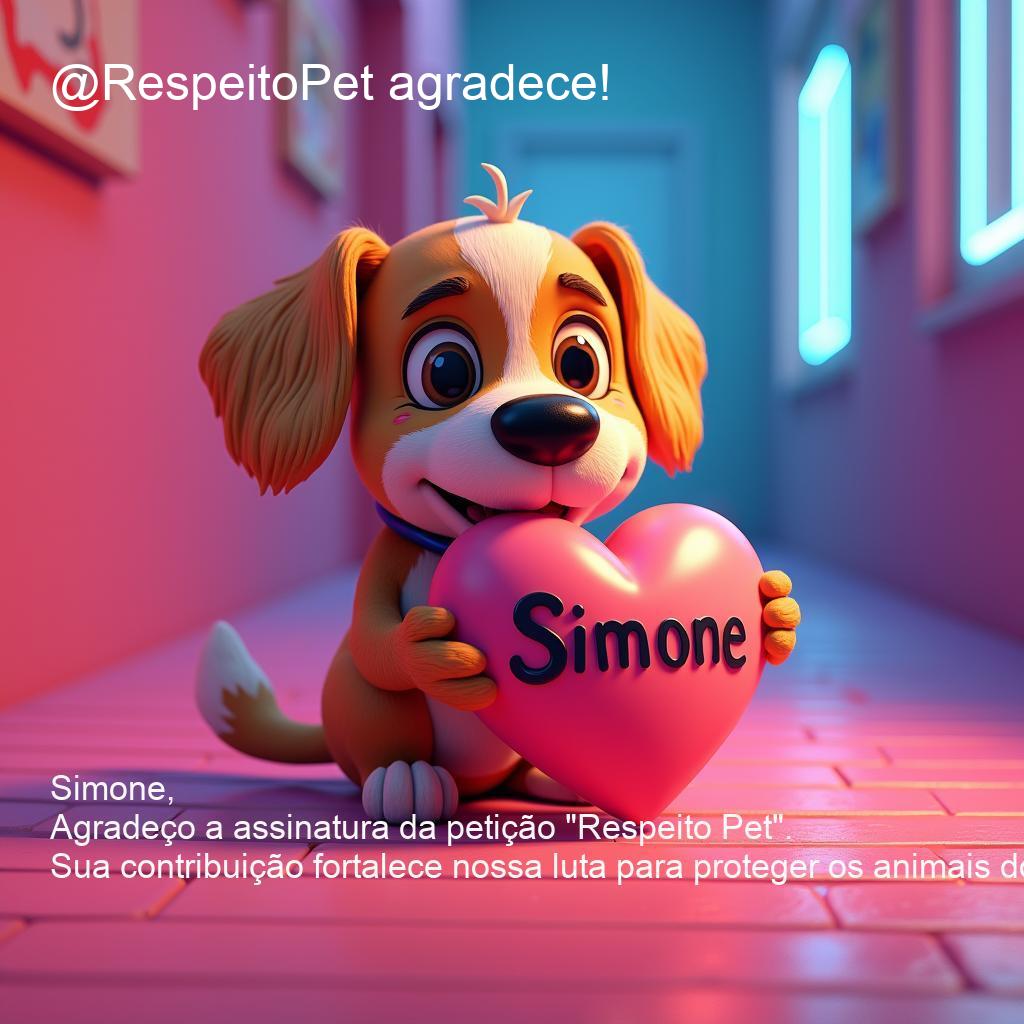 @RespeitoPet agradece!
Simone
Simone,
Agradeço a assinatura da petição "Respeito Pet".
Sua contribuição fortalece nossa luta para proteger os animais